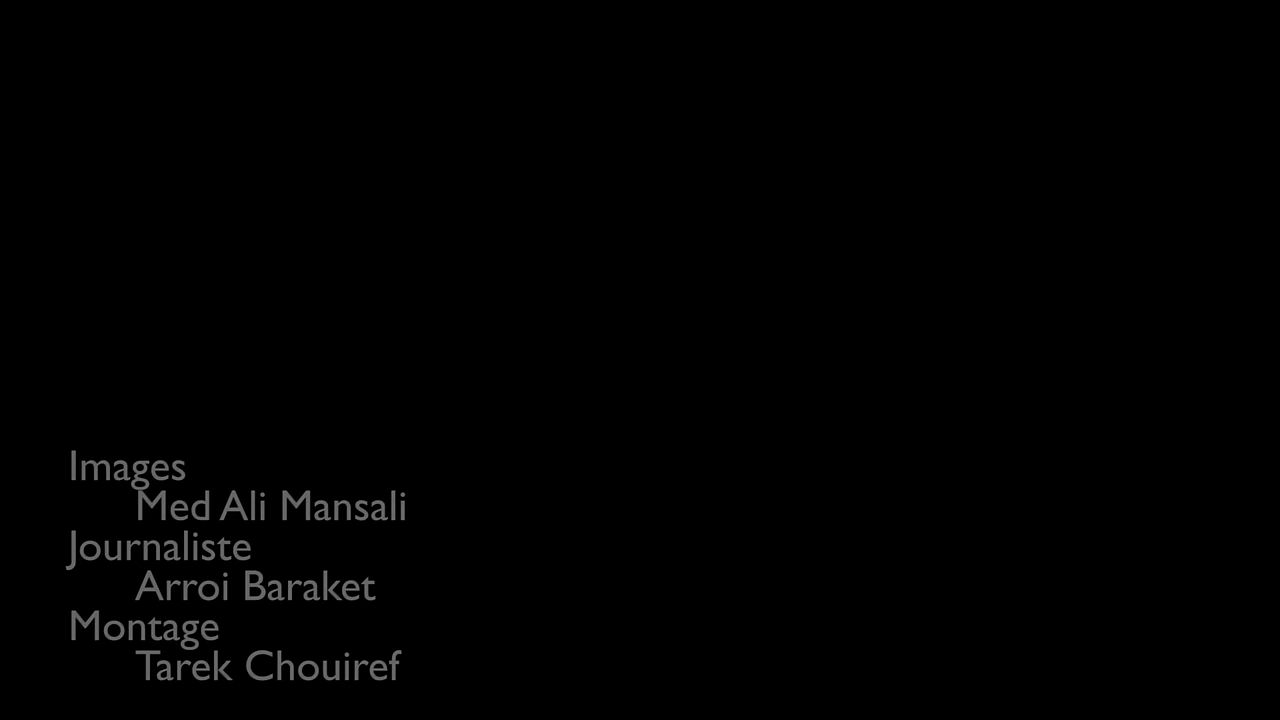 Images
Med Ali Mansali
Journaliste
Arroi Baraket
Montage
Tarek Chouiref